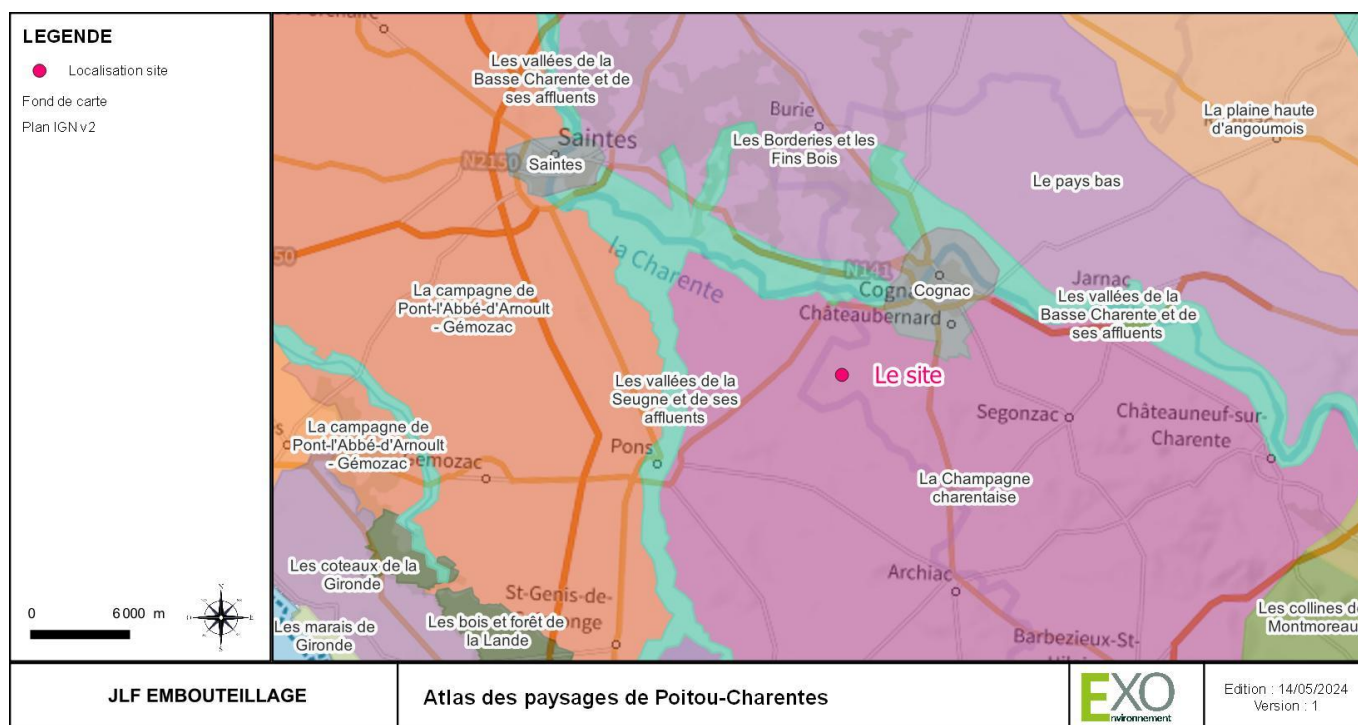 LEGENDE
Localisation site
Fond de carte
Plan IGN v2
0 6 000 m
Les vallées de la
Basse Charente et de
ses affluents
Burie
La plaine haute
d'angoumois
Saintes
N2150
Saintes
Les Borderies et les
Fins Bois
Le pays bas
la Charente
N141
Jarnac
Cognac
Châteaubernard
Les vallées de la
Basse Charente et de
ses affluents
La campagne de
Pont-l'Abbé-d'Arnoult
- Gémozac
Le site
Les vallées de la
Seugne et de ses
affluents
Segonzac
Châteauneuf-sur-
Charente
La campagne de
Pont-l'Abbé-d'Arnoult
- Gémozac
Pons
La Champagne
charentaise
Les coteaux de la
Gironde
Archiac
St-Genis-de-
Les bois et forêt de
la Lande
Les marais de
Gironde
Les collines de
Montmoreau
Barbezieux-St-
JLF EMBOUTEILLAGE
Atlas des paysages de Poitou-Charentes
EXO
nvironnement
Edition : 14/05/2024
Version : 1